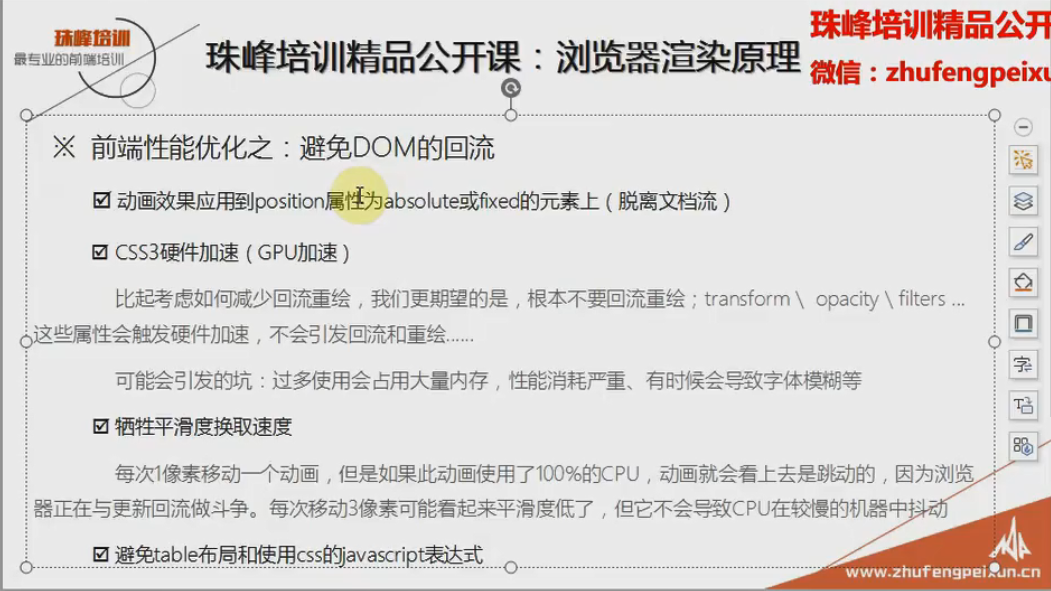 珠峰培训
最专业的前端培训
珠峰培训精品公开课：浏览器渲染原理
珠峰培训精品公开
微信：zhufengpeixu
※ 前端性能优化之：避免DOM的回流
动画效果应用到position属性为absolute或fixed的元素上（脱离文档流）
CSS3硬件加速（GPU加速）
比起考虑如何减少回流重绘，我们更期望的是，根本不要回流重绘；transform \ opacity \ filters ...
这些属性会触发硬件加速，不会引发回流和重绘......
可能会引发的坑：过多使用会占用大量内存，性能消耗严重、有时候会导致字体模糊等
牺牲平滑度换取速度
每次1像素移动一个动画，但是如果此动画使用了100%的CPU，动画就会看上去是跳动的，因为浏览
器正在与更新回流做斗争。每次移动3像素可能看起来平滑度低了，但它不会导致CPU在较慢的机器中抖动
避免table布局和使用css的javascript表达式
www.zhufengpeixun.cn